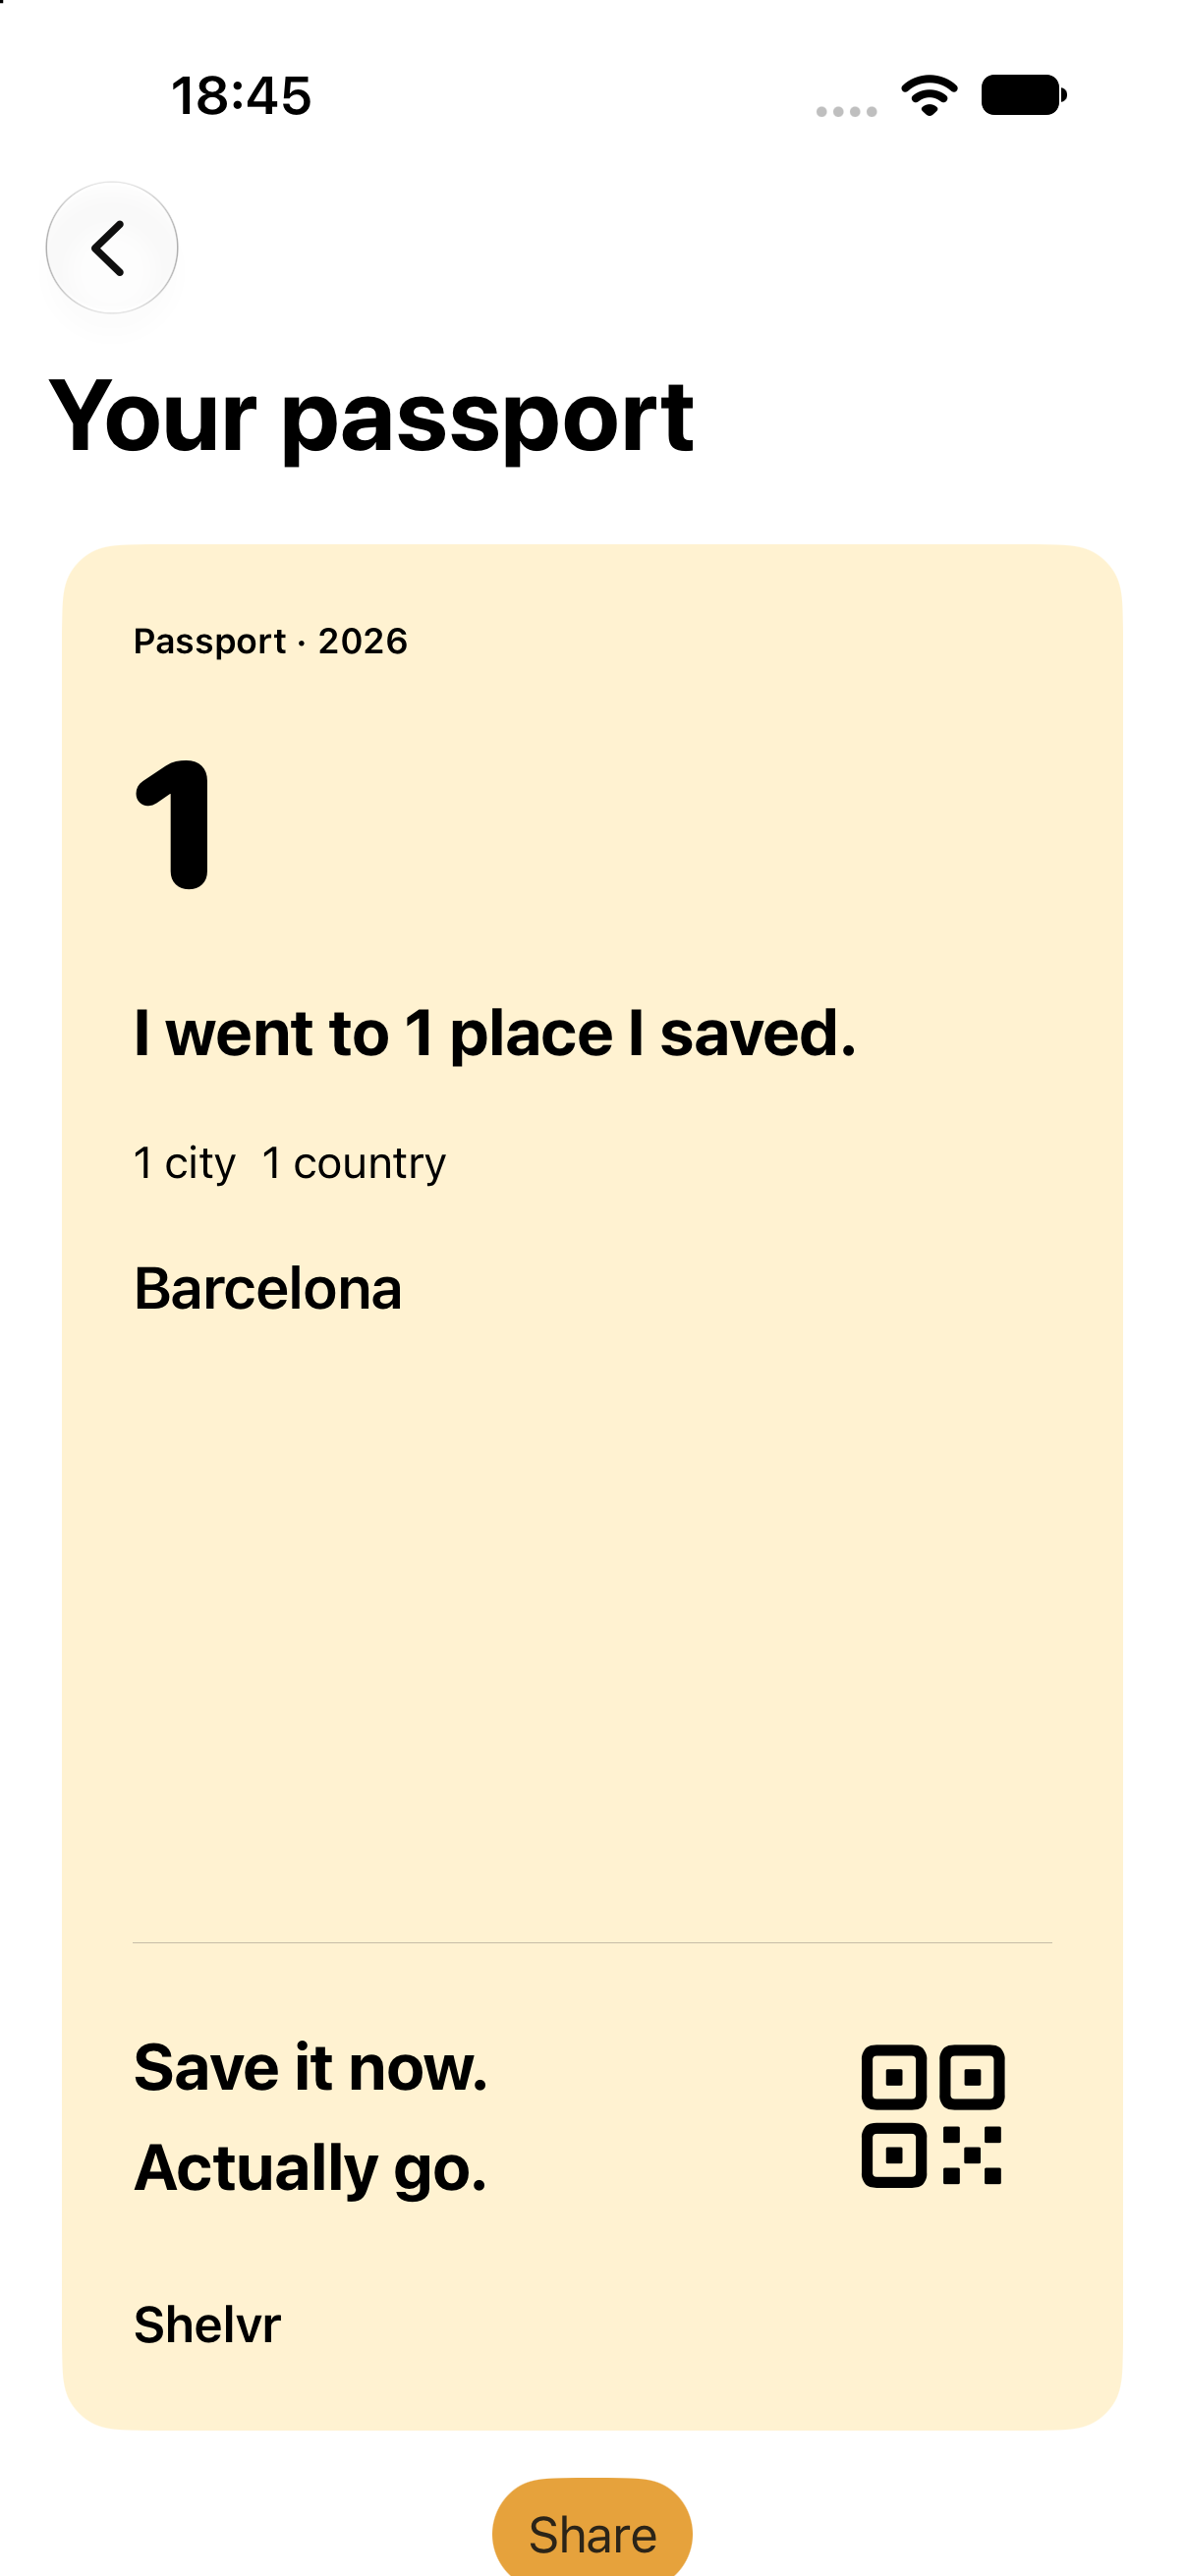 18:45
Your passport
Passport · 2026
1
I went to 1 place I saved.
1 city 1 country
Barcelona
Save it now.
Actually go.
Shelvr
Share